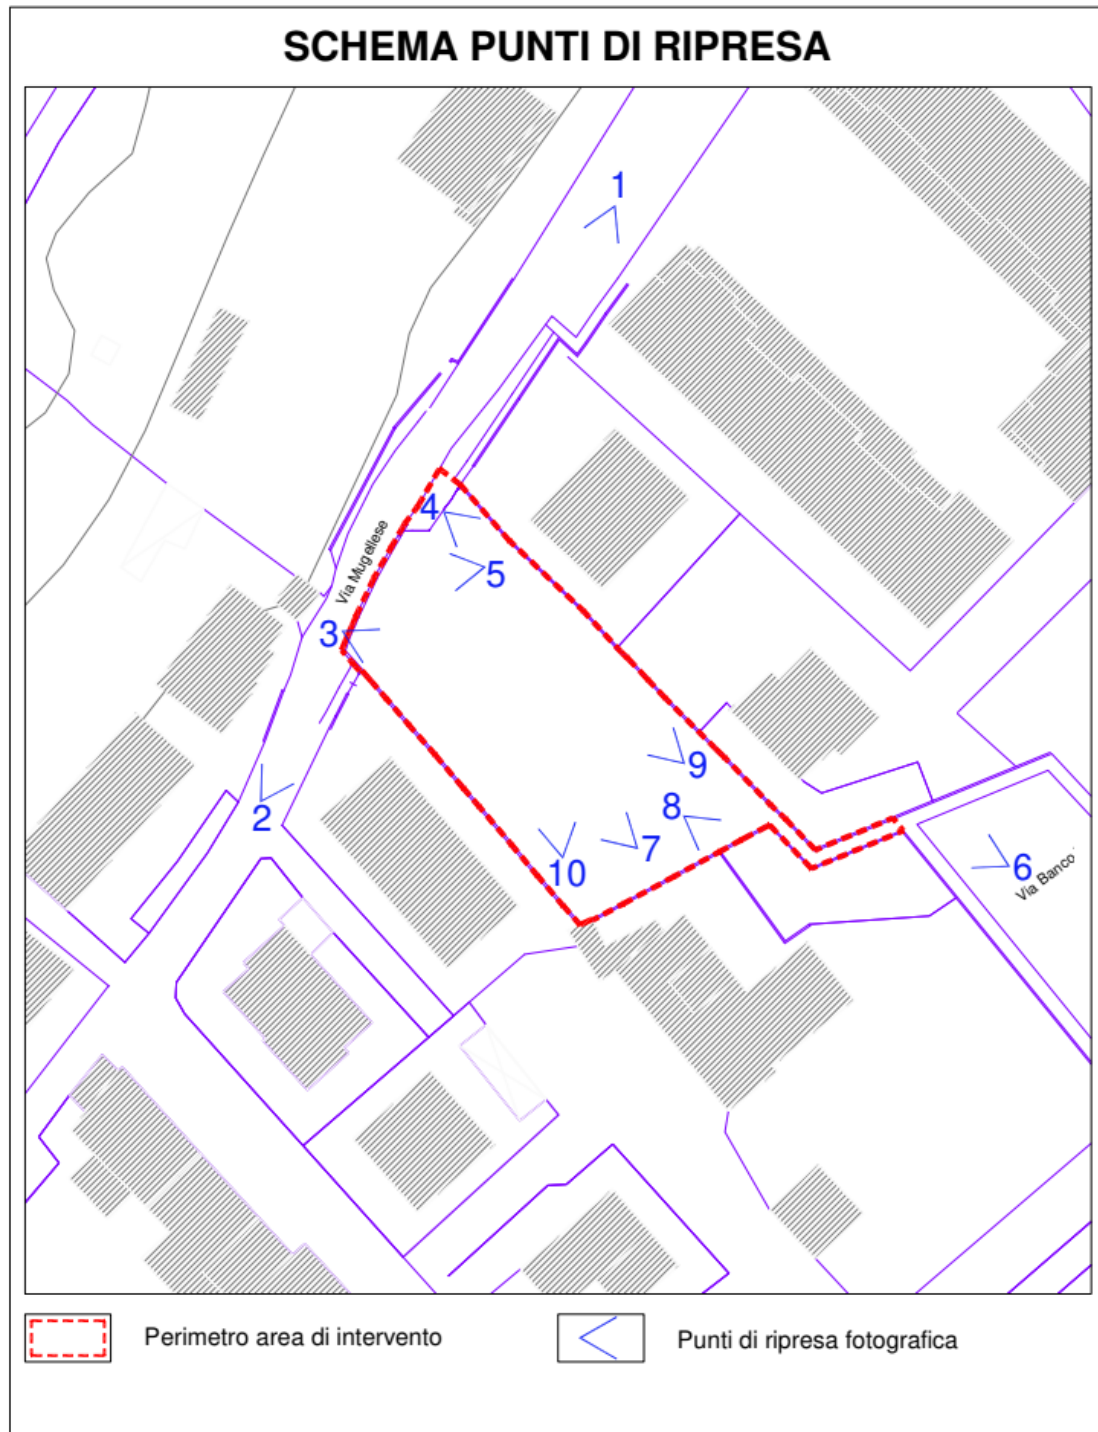 SCHEMA PUNTI DI RIPRESA
1
4
5
Via Mugellese
3
9
8
2
7
6
10
Via Banco
Perimetro area di intervento
Punti di ripresa fotografica